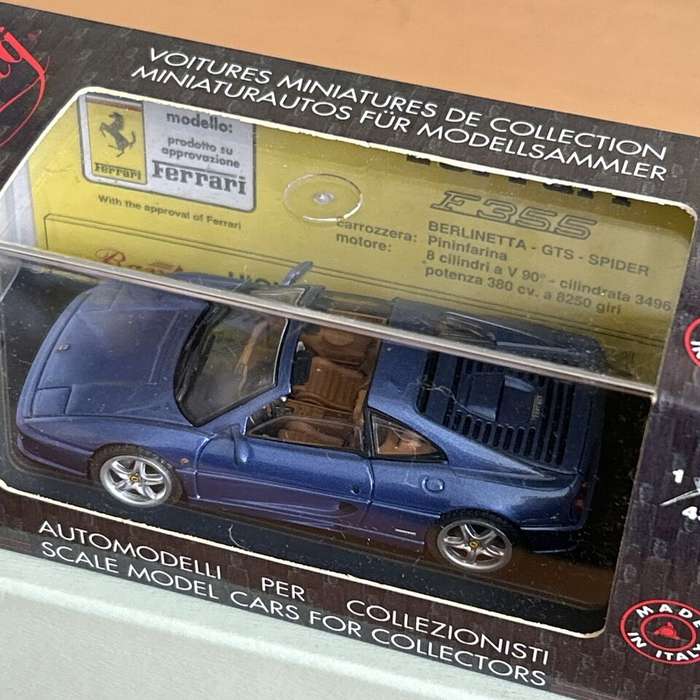 VOITURES MINIATURES DE COLLECTION
MINIATURAUTOS FÜR MODELLSAMMLER
modello:
prodotto su
approvazione
Ferrari
Ferrari
With the approval of Ferrari
F355
BERLINETTA - GTS - SPIDER
carrozzera: Pininfarina
motore: 8 cilindri a V 90° - cilindrata 3496
potenza 380 cv. a 8250 giri
AUTOMODELLI PER COLLEZIONISTI
SCALE MODEL CARS FOR COLLECTORS
MADE
IN ITALY